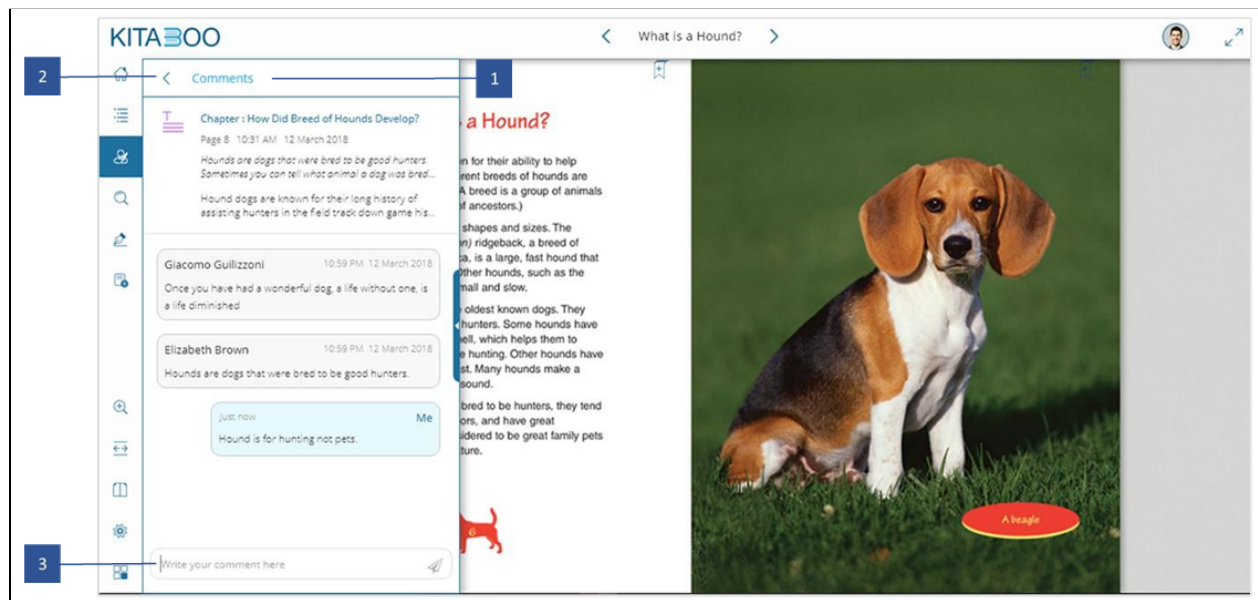 KITABOO
What is a Hound?
2
Comments
1
Chapter : How Did Breed of Hounds Develop?
Page 8 10:31 AM 12 March 2018
Hounds are dogs that were bred to be good hunters.
Sometimes you can tell what animal a dog was bred...
Hound dogs are known for their long history of
assisting hunters in the field track down game his...
Giacomo Guilizzoni 10:59 PM 12 March 2018
Once you have had a wonderful dog, a life without one, is
a life diminished
Elizabeth Brown 10:59 PM 12 March 2018
Hounds are dogs that were bred to be good hunters.
Just now Me
Hound is for hunting not pets.
3
Write your comment here
a Hound?
n for their ability to help
rent breeds of hounds are
A breed is a group of animals
of ancestors.)
shapes and sizes. The
ridgeback, a breed of
is a large, fast hound that
Other hounds, such as the
mall and slow.
oldest known dogs. They
hunters. Some hounds have
ell, which helps them to
hunting. Other hounds have
st. Many hounds make a
sound.
bred to be hunters, they tend
ors, and have great
idered to be great family pets
ture.
6
A beagle